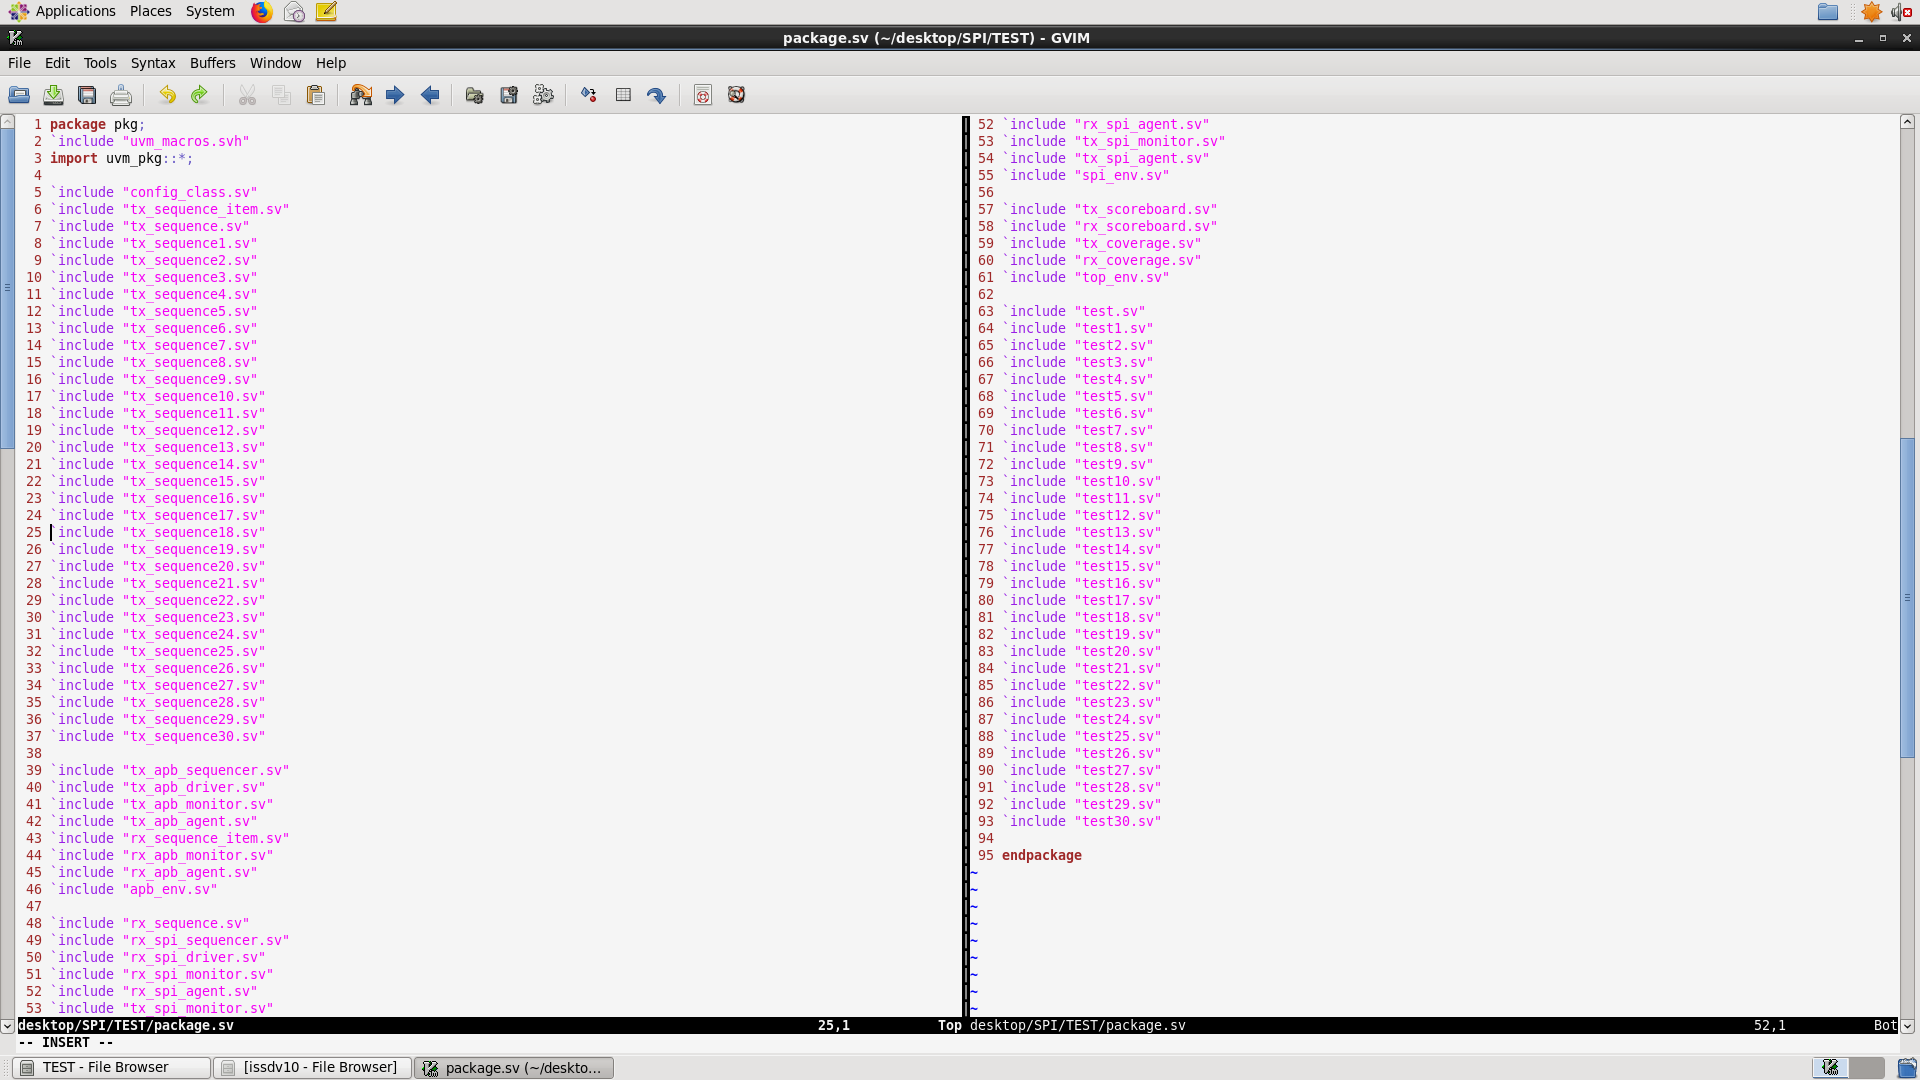 Applications Places System
package.sv (~/desktop/SPI/TEST) - GVIM
File Edit Tools Syntax Buffers Window Help
1 package pkg;
2 `include "uvm_macros.svh"
3 import uvm_pkg::*;
4
5 `include "config_class.sv"
6 `include "tx_sequence_item.sv"
7 `include "tx_sequence.sv"
8 `include "tx_sequence1.sv"
9 `include "tx_sequence2.sv"
10 `include "tx_sequence3.sv"
11 `include "tx_sequence4.sv"
12 `include "tx_sequence5.sv"
13 `include "tx_sequence6.sv"
14 `include "tx_sequence7.sv"
15 `include "tx_sequence8.sv"
16 `include "tx_sequence9.sv"
17 `include "tx_sequence10.sv"
18 `include "tx_sequence11.sv"
19 `include "tx_sequence12.sv"
20 `include "tx_sequence13.sv"
21 `include "tx_sequence14.sv"
22 `include "tx_sequence15.sv"
23 `include "tx_sequence16.sv"
24 `include "tx_sequence17.sv"
25 `include "tx_sequence18.sv"
26 `include "tx_sequence19.sv"
27 `include "tx_sequence20.sv"
28 `include "tx_sequence21.sv"
29 `include "tx_sequence22.sv"
30 `include "tx_sequence23.sv"
31 `include "tx_sequence24.sv"
32 `include "tx_sequence25.sv"
33 `include "tx_sequence26.sv"
34 `include "tx_sequence27.sv"
35 `include "tx_sequence28.sv"
36 `include "tx_sequence29.sv"
37 `include "tx_sequence30.sv"
38
39 `include "tx_apb_sequencer.sv"
40 `include "tx_apb_driver.sv"
41 `include "tx_apb_monitor.sv"
42 `include "tx_apb_agent.sv"
43 `include "rx_sequence_item.sv"
44 `include "rx_apb_monitor.sv"
45 `include "rx_apb_agent.sv"
46 `include "apb_env.sv"
47
48 `include "rx_sequence.sv"
49 `include "rx_spi_sequencer.sv"
50 `include "rx_spi_driver.sv"
51 `include "rx_spi_monitor.sv"
52 `include "rx_spi_agent.sv"
53 `include "tx_spi_monitor.sv"
desktop/SPI/TEST/package.sv 25,1 Top
-- INSERT --
52 `include "rx_spi_agent.sv"
53 `include "tx_spi_monitor.sv"
54 `include "tx_spi_agent.sv"
55 `include "spi_env.sv"
56
57 `include "tx_scoreboard.sv"
58 `include "rx_scoreboard.sv"
59 `include "tx_coverage.sv"
60 `include "rx_coverage.sv"
61 `include "top_env.sv"
62
63 `include "test.sv"
64 `include "test1.sv"
65 `include "test2.sv"
66 `include "test3.sv"
67 `include "test4.sv"
68 `include "test5.sv"
69 `include "test6.sv"
70 `include "test7.sv"
71 `include "test8.sv"
72 `include "test9.sv"
73 `include "test10.sv"
74 `include "test11.sv"
75 `include "test12.sv"
76 `include "test13.sv"
77 `include "test14.sv"
78 `include "test15.sv"
79 `include "test16.sv"
80 `include "test17.sv"
81 `include "test18.sv"
82 `include "test19.sv"
83 `include "test20.sv"
84 `include "test21.sv"
85 `include "test22.sv"
86 `include "test23.sv"
87 `include "test24.sv"
88 `include "test25.sv"
89 `include "test26.sv"
90 `include "test27.sv"
91 `include "test28.sv"
92 `include "test29.sv"
93 `include "test30.sv"
94
95 endpackage
~
~
~
~
~
~
~
~
~
desktop/SPI/TEST/package.sv 52,1 Bot
TEST - File Browser [issdv10 - File Browser] package.sv (~/deskto...